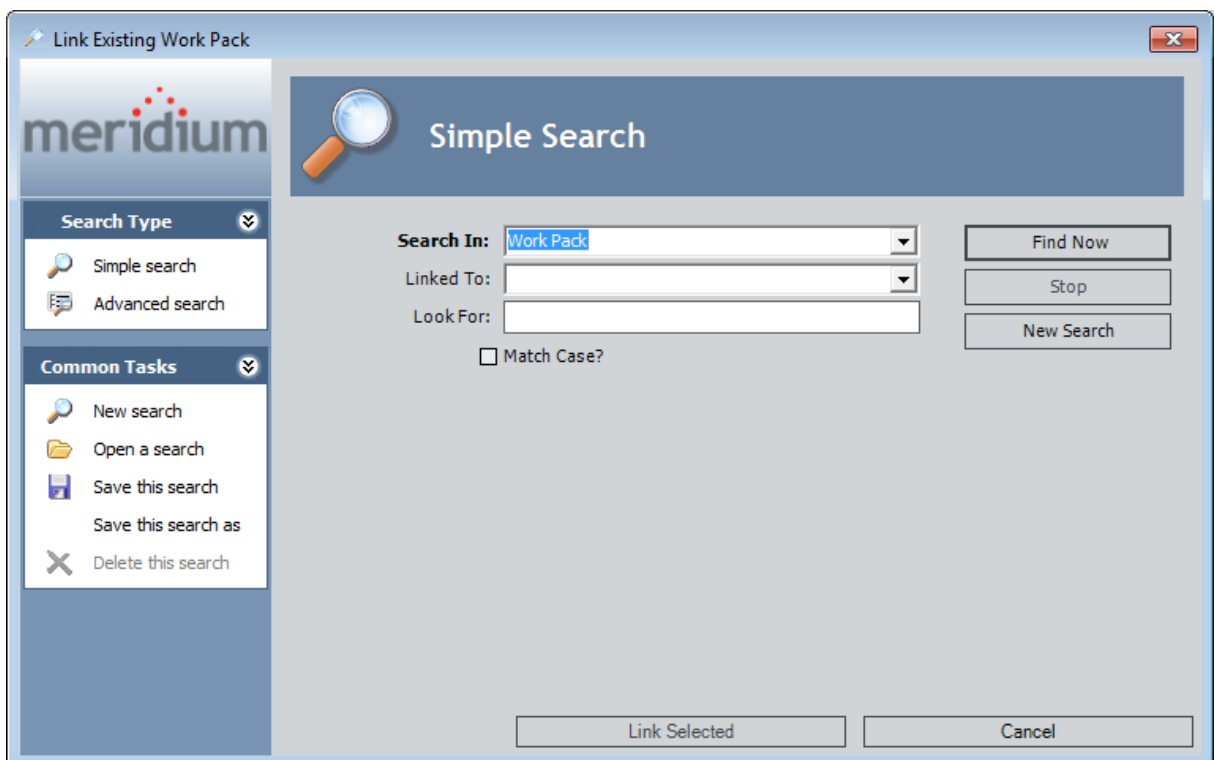 Link Existing Work Pack
meridium
Simple Search
Search Type
Simple search
Advanced search
Common Tasks
New search
Open a search
Save this search
Save this search as
Delete this search
Search In: Work Pack
Linked To:
Look For:
Match Case?
Find Now
Stop
New Search
Link Selected
Cancel